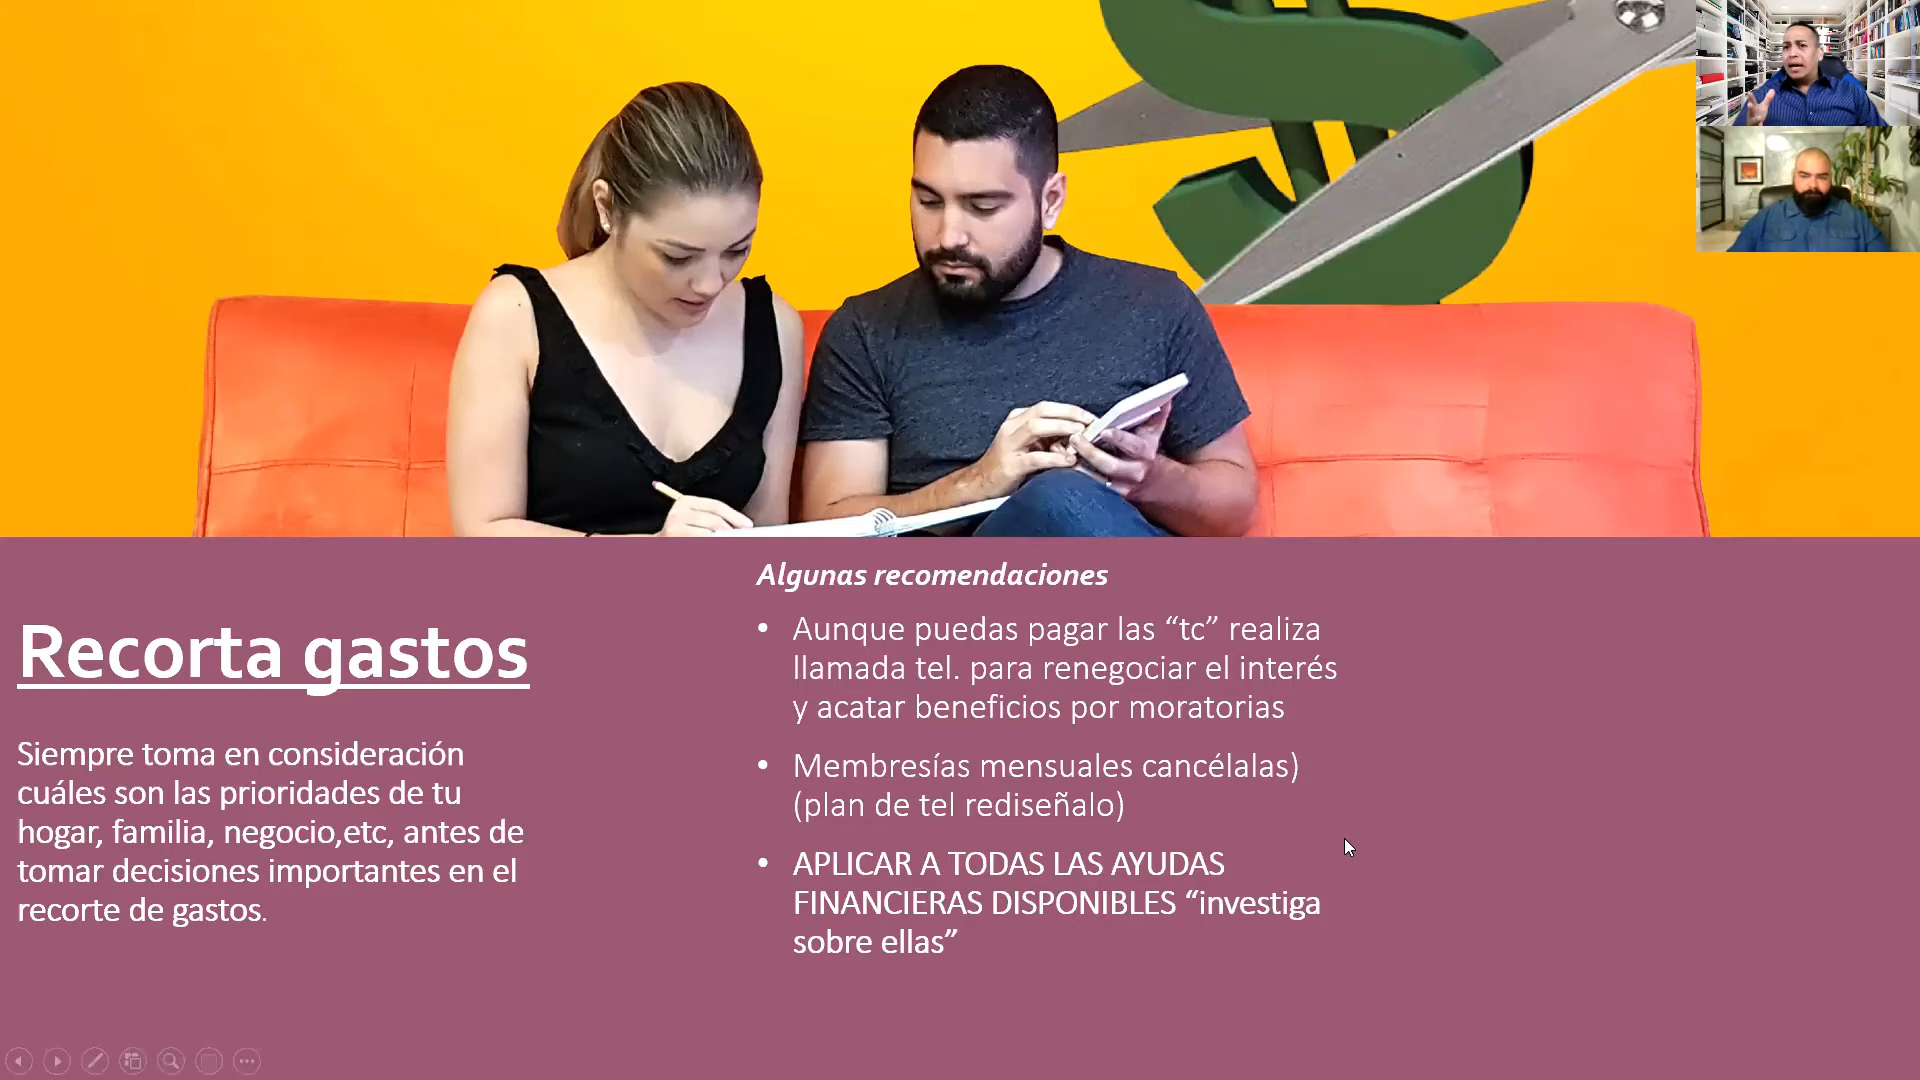 Recorta gastos
Siempre toma en consideración
cuáles son las prioridades de tu
hogar, familia, negocio,etc, antes de
tomar decisiones importantes en el
recorte de gastos.
Algunas recomendaciones
• Aunque puedas pagar las “tc” realiza
llamada tel. para renegociar el interés
y acatar beneficios por moratorias
• Membresías mensuales cancélalas)
(plan de tel rediseñalo)
• APLICAR A TODAS LAS AYUDAS
FINANCIERAS DISPONIBLES “investiga
sobre ellas”